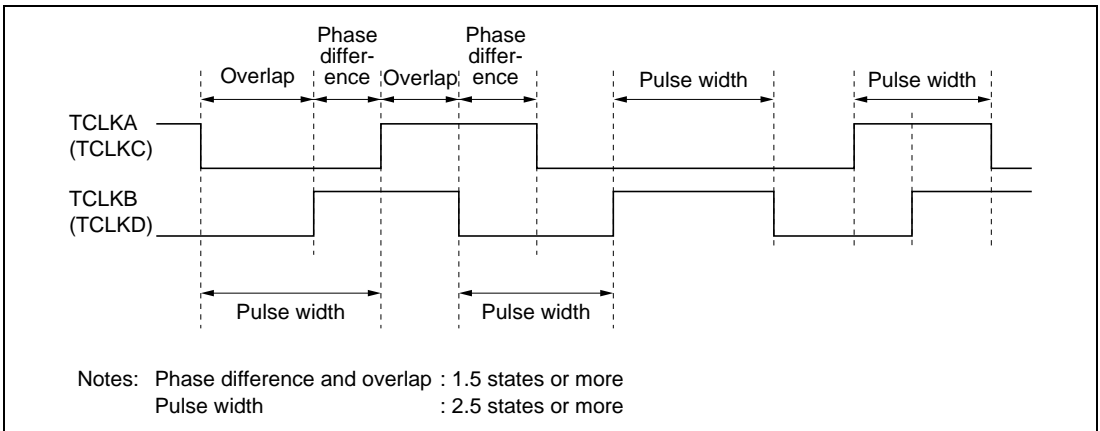 Phase
differ-
ence
Phase
differ-
ence
Overlap
Overlap
Pulse width
Pulse width
TCLKA
(TCLKC)
TCLKB
(TCLKD)
Pulse width
Pulse width
Notes: Phase difference and overlap : 1.5 states or more
Pulse width : 2.5 states or more